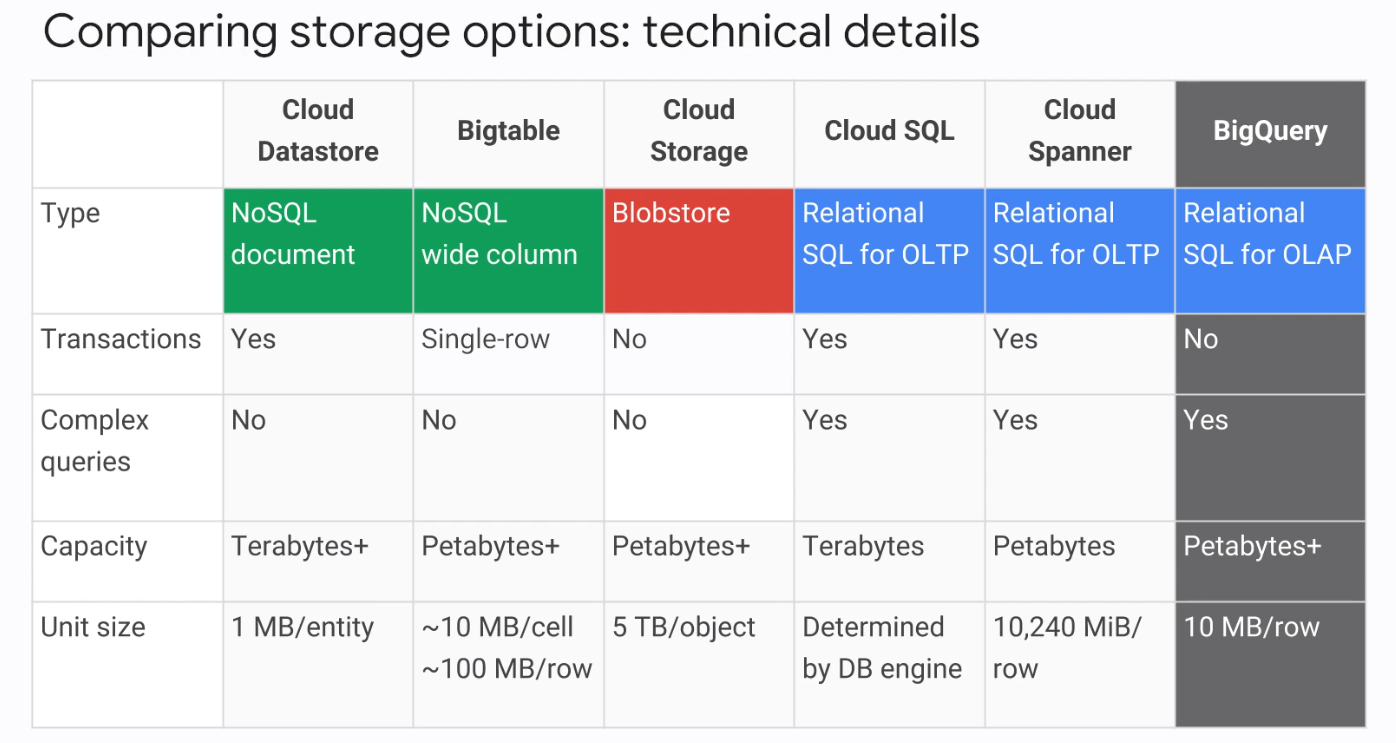 Comparing storage options: technical details
Cloud Datastore
Bigtable
Cloud Storage
Cloud SQL
Cloud Spanner
BigQuery
Type
NoSQL document
NoSQL wide column
Blobstore
Relational SQL for OLTP
Relational SQL for OLTP
Relational SQL for OLAP
Transactions
Yes
Single-row
No
Yes
Yes
No
Complex queries
No
No
No
Yes
Yes
Yes
Capacity
Terabytes+
Petabytes+
Petabytes+
Terabytes
Petabytes
Petabytes+
Unit size
1 MB/entity
~10 MB/cell
~100 MB/row
5 TB/object
Determined by DB engine
10,240 MiB/row
10 MB/row